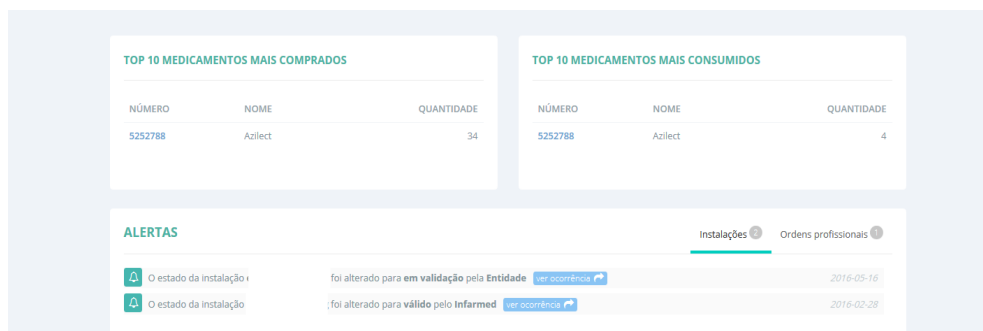 TOP 10 MEDICAMENTOS MAIS COMPRADOS
NÚMERO NOME QUANTIDADE
5252788 Azilect 34
TOP 10 MEDICAMENTOS MAIS CONSUMIDOS
NÚMERO NOME QUANTIDADE
5252788 Azilect 4
ALERTAS
Instalações 2 Ordens profissionais 1
O estado da instalação foi alterado para em validação pela Entidade ver ocorrência 2016-05-16
O estado da instalação foi alterado para válido pelo Infarmed ver ocorrência 2016-02-28